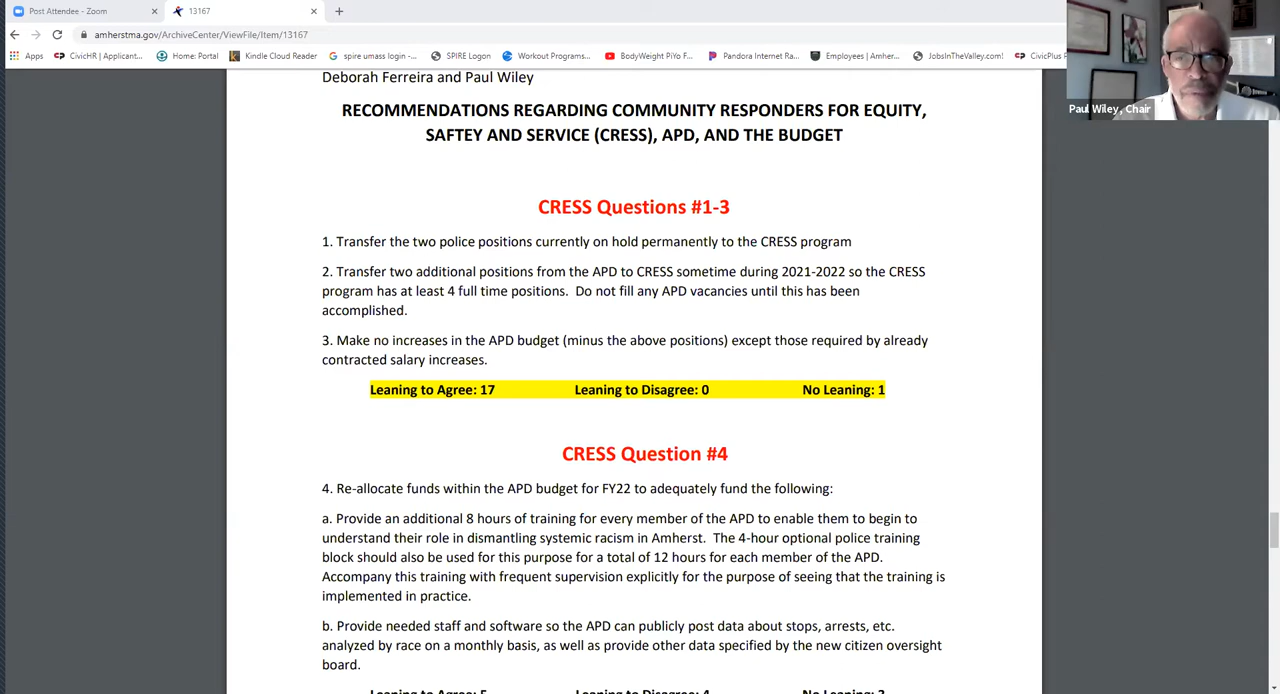 Post Attendee - Zoom
13167
amherstma.gov/ArchiveCenter/ViewFile/Item/13167
Apps
CivicHR | Applicant...
Home: Portal
Kindle Cloud Reader
spire umass login -...
SPIRE Logon
Workout Programs...
BodyWeight PiYo F...
Pandora Internet Ra...
Employees | Amher...
JobsInTheValley.com!
CivicPlus P
Paul Wiley, Chair
Deborah Ferreira and Paul Wiley
RECOMMENDATIONS REGARDING COMMUNITY RESPONDERS FOR EQUITY,
SAFTEY AND SERVICE (CRESS), APD, AND THE BUDGET
CRESS Questions #1-3
1. Transfer the two police positions currently on hold permanently to the CRESS program
2. Transfer two additional positions from the APD to CRESS sometime during 2021-2022 so the CRESS
program has at least 4 full time positions.  Do not fill any APD vacancies until this has been
accomplished.
3. Make no increases in the APD budget (minus the above positions) except those required by already
contracted salary increases.
Leaning to Agree: 17 Leaning to Disagree: 0 No Leaning: 1
CRESS Question #4
4. Re-allocate funds within the APD budget for FY22 to adequately fund the following:
a. Provide an additional 8 hours of training for every member of the APD to enable them to begin to
understand their role in dismantling systemic racism in Amherst.  The 4-hour optional police training
block should also be used for this purpose for a total of 12 hours for each member of the APD.
Accompany this training with frequent supervision explicitly for the purpose of seeing that the training is
implemented in practice.
b. Provide needed staff and software so the APD can publicly post data about stops, arrests, etc.
analyzed by race on a monthly basis, as well as provide other data specified by the new citizen oversight
board.
Leaning to Agree: 5 Leaning to Disagree: 4 No Leaning: